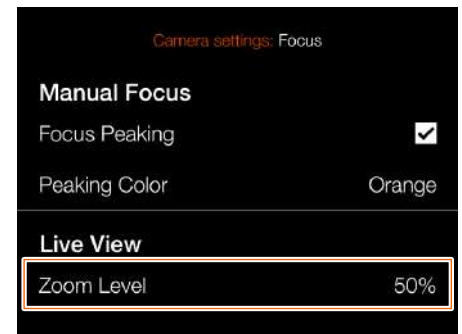 Camera settings: Focus
Manual Focus
Focus Peaking
Peaking Color Orange
Live View
Zoom Level 50%